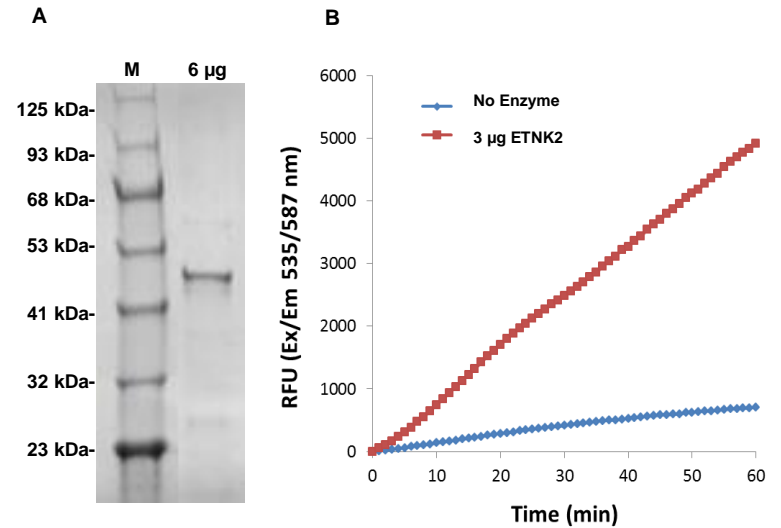 A
M 6 µg
125 kDa-
93 kDa-
68 kDa-
53 kDa-
41 kDa-
32 kDa-
23 kDa-
B
RFU (Ex/Em 535/587 nm)
6000
5000
4000
3000
2000
1000
0
No Enzyme
3 µg ETNK2
0 10 20 30 40 50 60
Time (min)